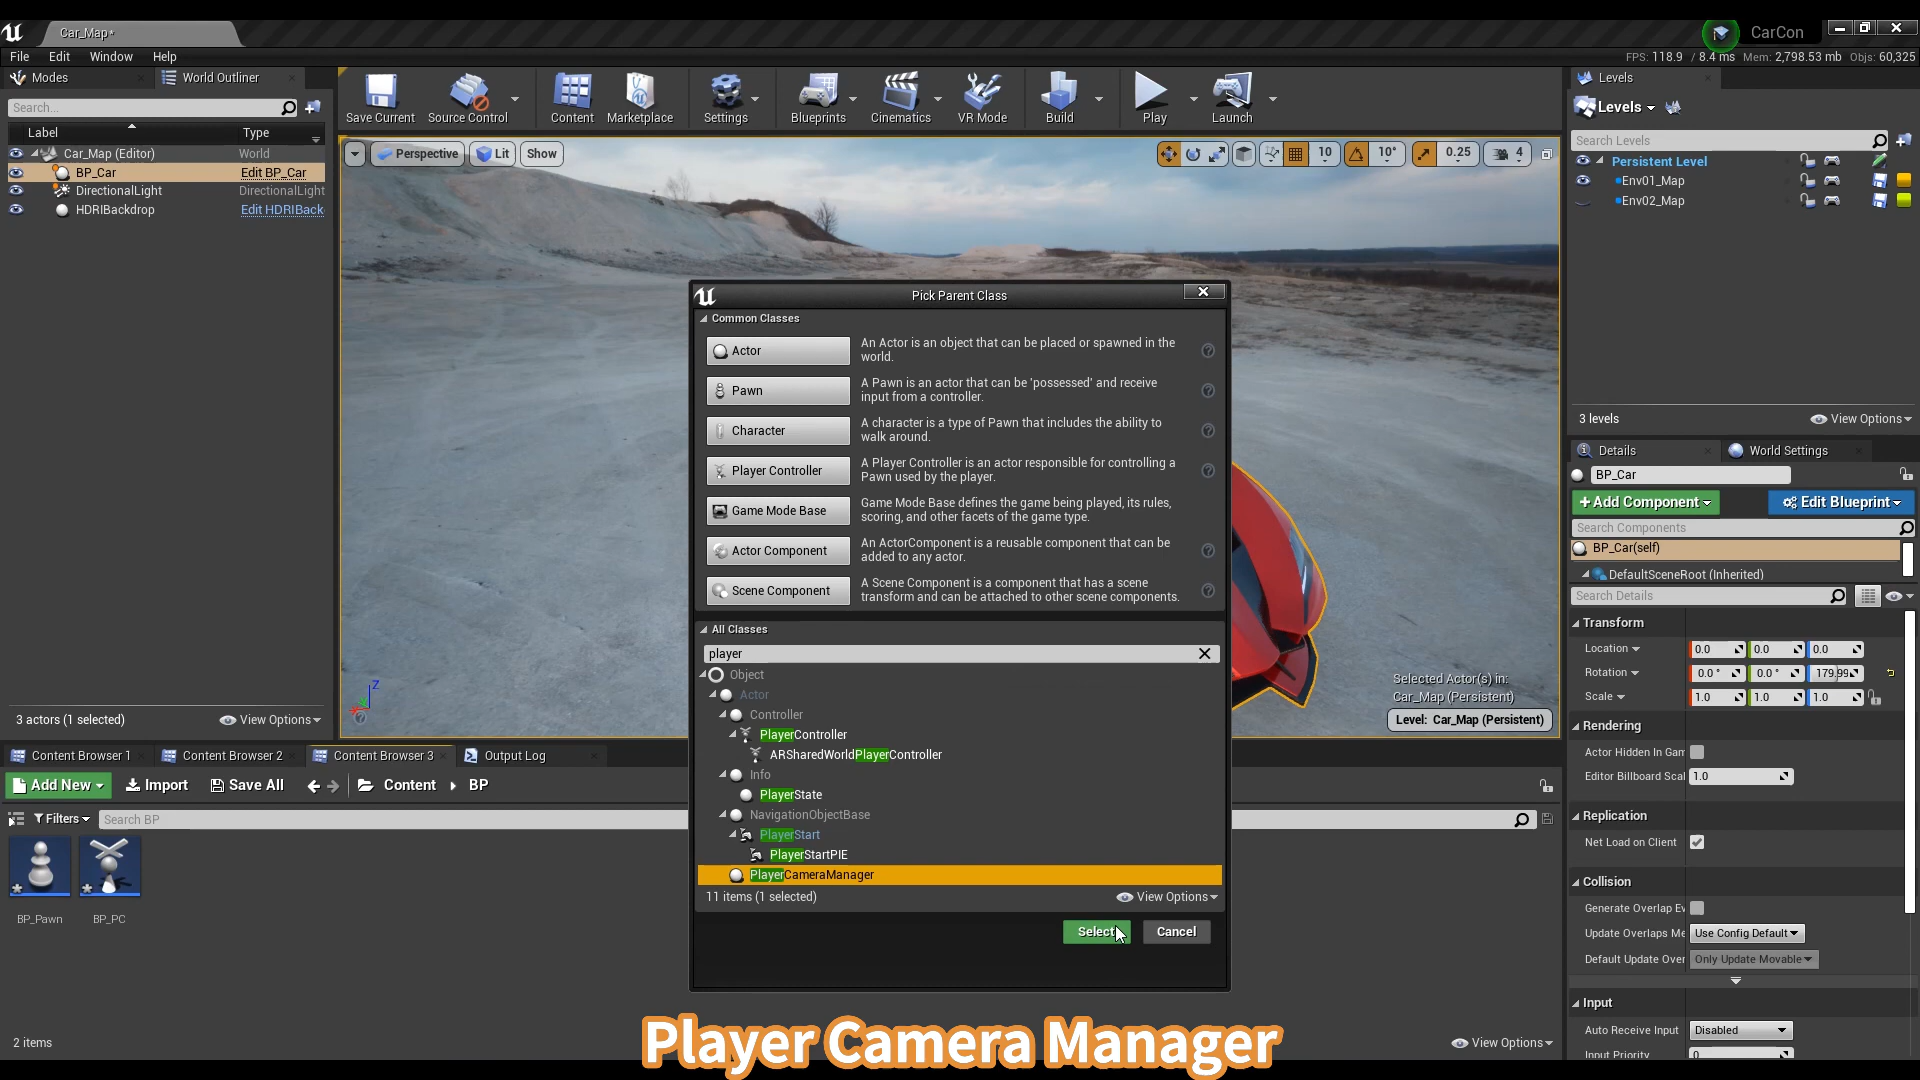 Car_Map*
CarCon
File Edit Window Help
FPS: 118.9 / 8.4 ms Mem: 2,798.53 mb Objs: 60,325
Modes
World Outliner
Search...
Label Type
Car_Map (Editor) World
BP_Car Edit BP_Car
DirectionalLight DirectionalLight
HDRIBackdrop Edit HDRIBack
3 actors (1 selected) View Options
Save Current Source Control Content Marketplace Settings Blueprints Cinematics VR Mode Build Play Launch
Perspective Lit Show
10 10° 0.25 4
Selected Actor(s) in:
Car_Map (Persistent)
Level: Car_Map (Persistent)
Pick Parent Class
Common Classes
Actor
An Actor is an object that can be placed or spawned in the
world.
Pawn
A Pawn is an actor that can be 'possessed' and receive
input from a controller.
Character
A character is a type of Pawn that includes the ability to
walk around.
Player Controller
A Player Controller is an actor responsible for controlling a
Pawn used by the player.
Game Mode Base
Game Mode Base defines the game being played, its rules,
scoring, and other facets of the game type.
Actor Component
An ActorComponent is a reusable component that can be
added to any actor.
Scene Component
A Scene Component is a component that has a scene
transform and can be attached to other scene components.
All Classes
player
Object
Actor
Controller
PlayerController
ARSharedWorldPlayerController
Info
PlayerState
NavigationObjectBase
PlayerStart
PlayerStartPIE
PlayerCameraManager
11 items (1 selected) View Options
Select Cancel
Levels
Levels
Search Levels
Persistent Level
Env01_Map
Env02_Map
3 levels View Options
Details World Settings
BP_Car
+Add Component Edit Blueprint
Search Components
BP_Car(self)
DefaultSceneRoot (Inherited)
Search Details
Transform
Location 0.0 0.0 0.0
Rotation 0.0 ° 0.0 ° 179.99
Scale 1.0 1.0 1.0
Rendering
Actor Hidden In Gam
Editor Billboard Scal 1.0
Replication
Net Load on Client
Collision
Generate Overlap Ev
Update Overlaps Me Use Config Default
Default Update Over Only Update Movable
Input
Auto Receive Input Disabled
Input Priority 0
Content Browser 1 Content Browser 2 Content Browser 3 Output Log
Add New Import Save All Content BP
Filters Search BP
BP_Pawn BP_PC
2 items View Options
Player Camera Manager